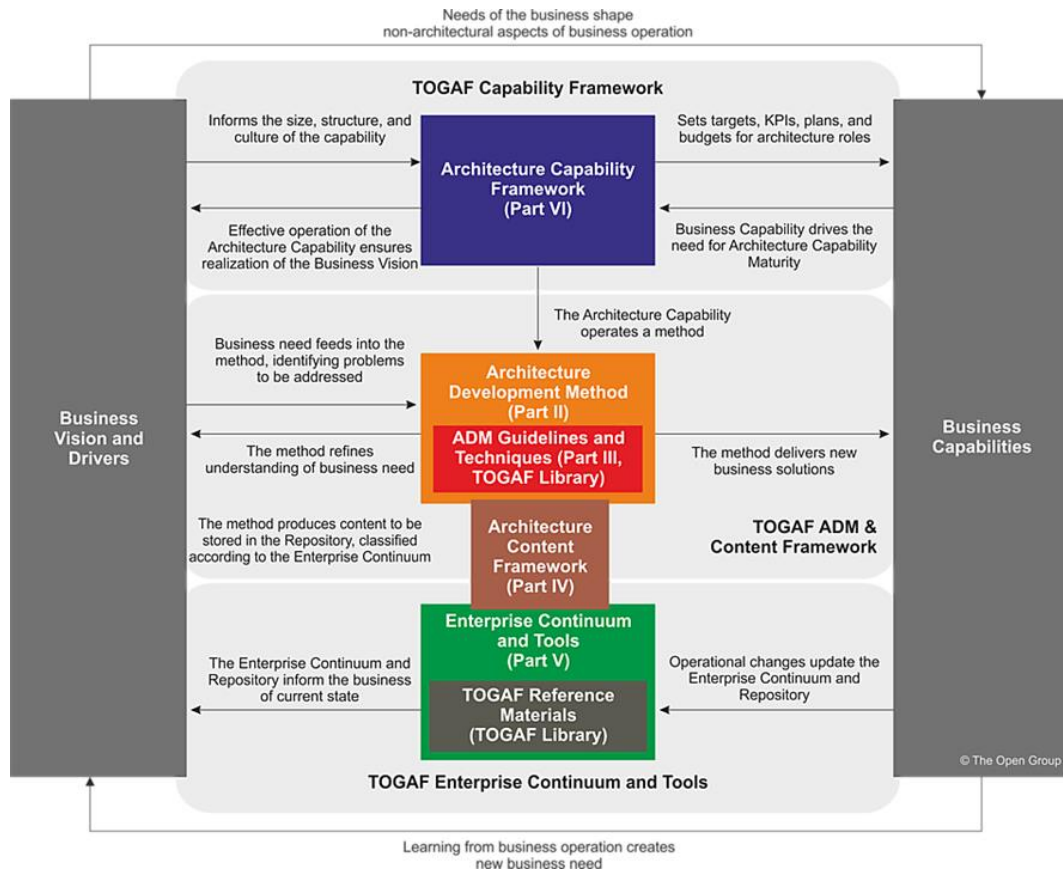 Needs of the business shape
non-architectural aspects of business operation
TOGAF Capability Framework
Informs the size, structure, and
culture of the capability
Sets targets, KPIs, plans, and
budgets for architecture roles
Architecture Capability
Framework
(Part VI)
Effective operation of the
Architecture Capability ensures
realization of the Business Vision
Business Capability drives the
need for Architecture Capability
Maturity
The Architecture Capability
operates a method
Business need feeds into the
method, identifying problems
to be addressed
Architecture
Development Method
(Part II)
Business
Vision and
Drivers
ADM Guidelines and
Techniques (Part III,
TOGAF Library)
Business
Capabilities
The method refines
understanding of business need
The method delivers new
business solutions
The method produces content to be
stored in the Repository, classified
according to the Enterprise Continuum
Architecture
Content
Framework
(Part IV)
TOGAF ADM &
Content Framework
Enterprise Continuum
and Tools
(Part V)
The Enterprise Continuum and
Repository inform the business
of current state
Operational changes update the
Enterprise Continuum and
Repository
TOGAF Reference
Materials
(TOGAF Library)
© The Open Group
TOGAF Enterprise Continuum and Tools
Learning from business operation creates
new business need